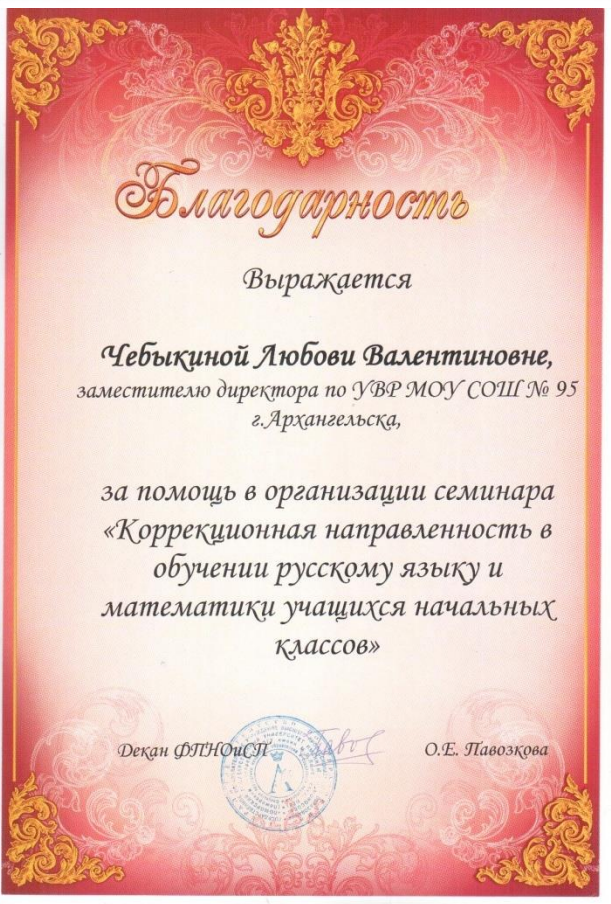 Благодарность
Выражается
Чебыкиной Любови Валентиновне,
заместителю директора по УВР МОУ СОШ № 95
г.Архангельска,
за помощь в организации семинара
«Коррекционная направленность в
обучении русскому языку и
математики учащихся начальных
классов»
Декан ФПНОиСП
О.Е. Павозкова